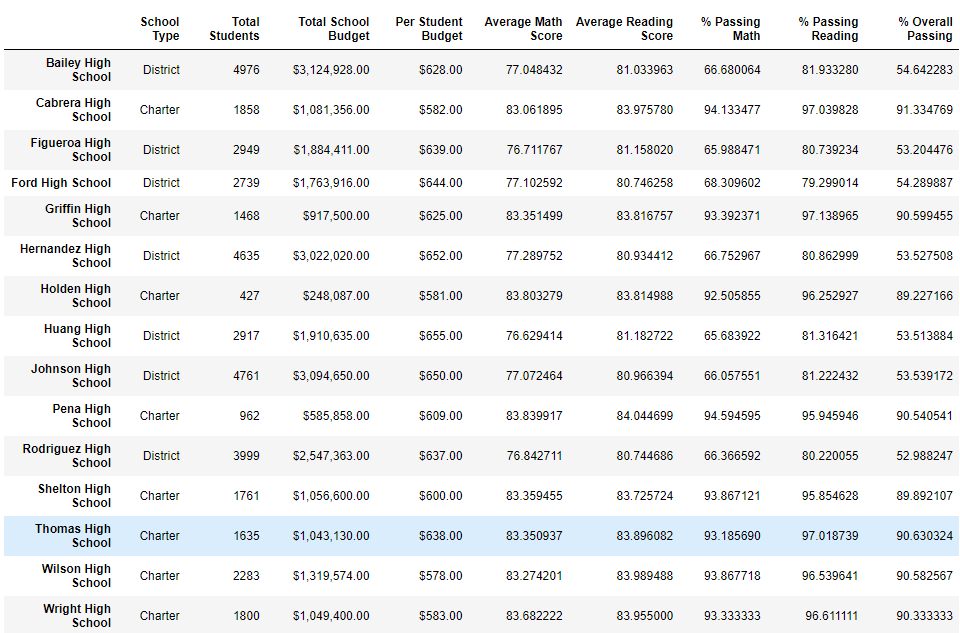 School Type Total Students Total School Budget Per Student Budget Average Math Score Average Reading Score % Passing Math % Passing Reading % Overall Passing
Bailey High School District 4976 $3,124,928.00 $628.00 77.048432 81.033963 66.680064 81.933280 54.642283
Cabrera High School Charter 1858 $1,081,356.00 $582.00 83.061895 83.975780 94.133477 97.039828 91.334769
Figueroa High School District 2949 $1,884,411.00 $639.00 76.711767 81.158020 65.988471 80.739234 53.204476
Ford High School District 2739 $1,763,916.00 $644.00 77.102592 80.746258 68.309602 79.299014 54.289887
Griffin High School Charter 1468 $917,500.00 $625.00 83.351499 83.816757 93.392371 97.138965 90.599455
Hernandez High School District 4635 $3,022,020.00 $652.00 77.289752 80.934412 66.752967 80.862999 53.527508
Holden High School Charter 427 $248,087.00 $581.00 83.803279 83.814988 92.505855 96.252927 89.227166
Huang High School District 2917 $1,910,635.00 $655.00 76.629414 81.182722 65.683922 81.316421 53.513884
Johnson High School District 4761 $3,094,650.00 $650.00 77.072464 80.966394 66.057551 81.222432 53.539172
Pena High School Charter 962 $585,858.00 $609.00 83.839917 84.044699 94.594595 95.945946 90.540541
Rodriguez High School District 3999 $2,547,363.00 $637.00 76.842711 80.744686 66.366592 80.220055 52.988247
Shelton High School Charter 1761 $1,056,600.00 $600.00 83.359455 83.725724 93.867121 95.854628 89.892107
Thomas High School Charter 1635 $1,043,130.00 $638.00 83.350937 83.896082 93.185690 97.018739 90.630324
Wilson High School Charter 2283 $1,319,574.00 $578.00 83.274201 83.989488 93.867718 96.539641 90.582567
Wright High School Charter 1800 $1,049,400.00 $583.00 83.682222 83.955000 93.333333 96.611111 90.333333